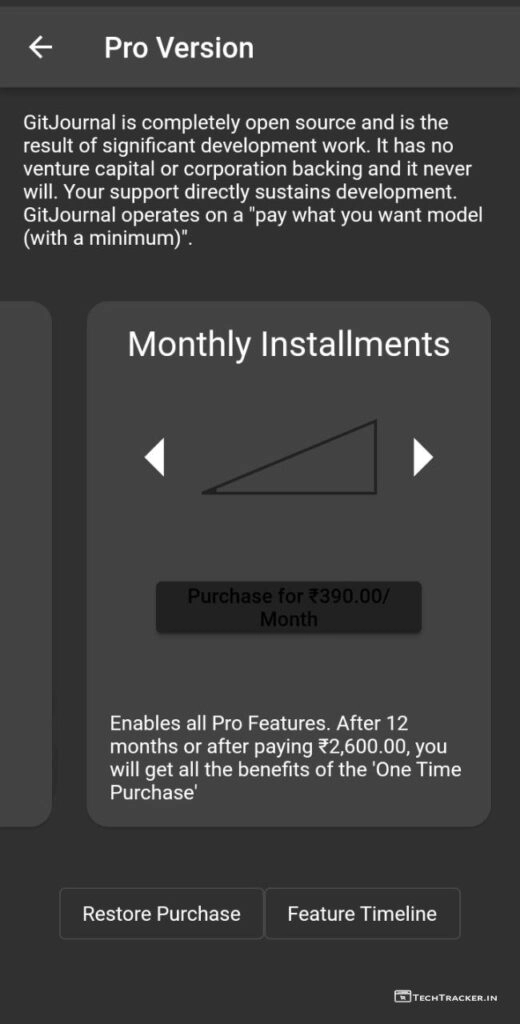 Pro Version
GitJournal is completely open source and is the
result of significant development work. It has no
venture capital or corporation backing and it never
will. Your support directly sustains development.
GitJournal operates on a "pay what you want model
(with a minimum)".
Monthly Installments
Purchase for ₹390.00/
Month
Enables all Pro Features. After 12
months or after paying ₹2,600.00, you
will get all the benefits of the 'One Time
Purchase'
Restore Purchase
Feature Timeline
TECHTRACKER.IN